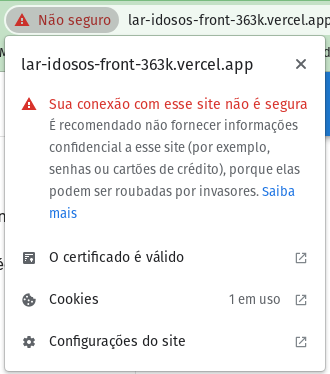 Não seguro
lar-idosos-front-363k.vercel.app
lar-idosos-front-363k.vercel.app
Sua conexão com esse site não é segura
É recomendado não fornecer informações
confidencial a esse site (por exemplo,
senhas ou cartões de crédito), porque elas
podem ser roubadas por invasores. Saiba
mais
O certificado é válido
Cookies
1 em uso
Configurações do site